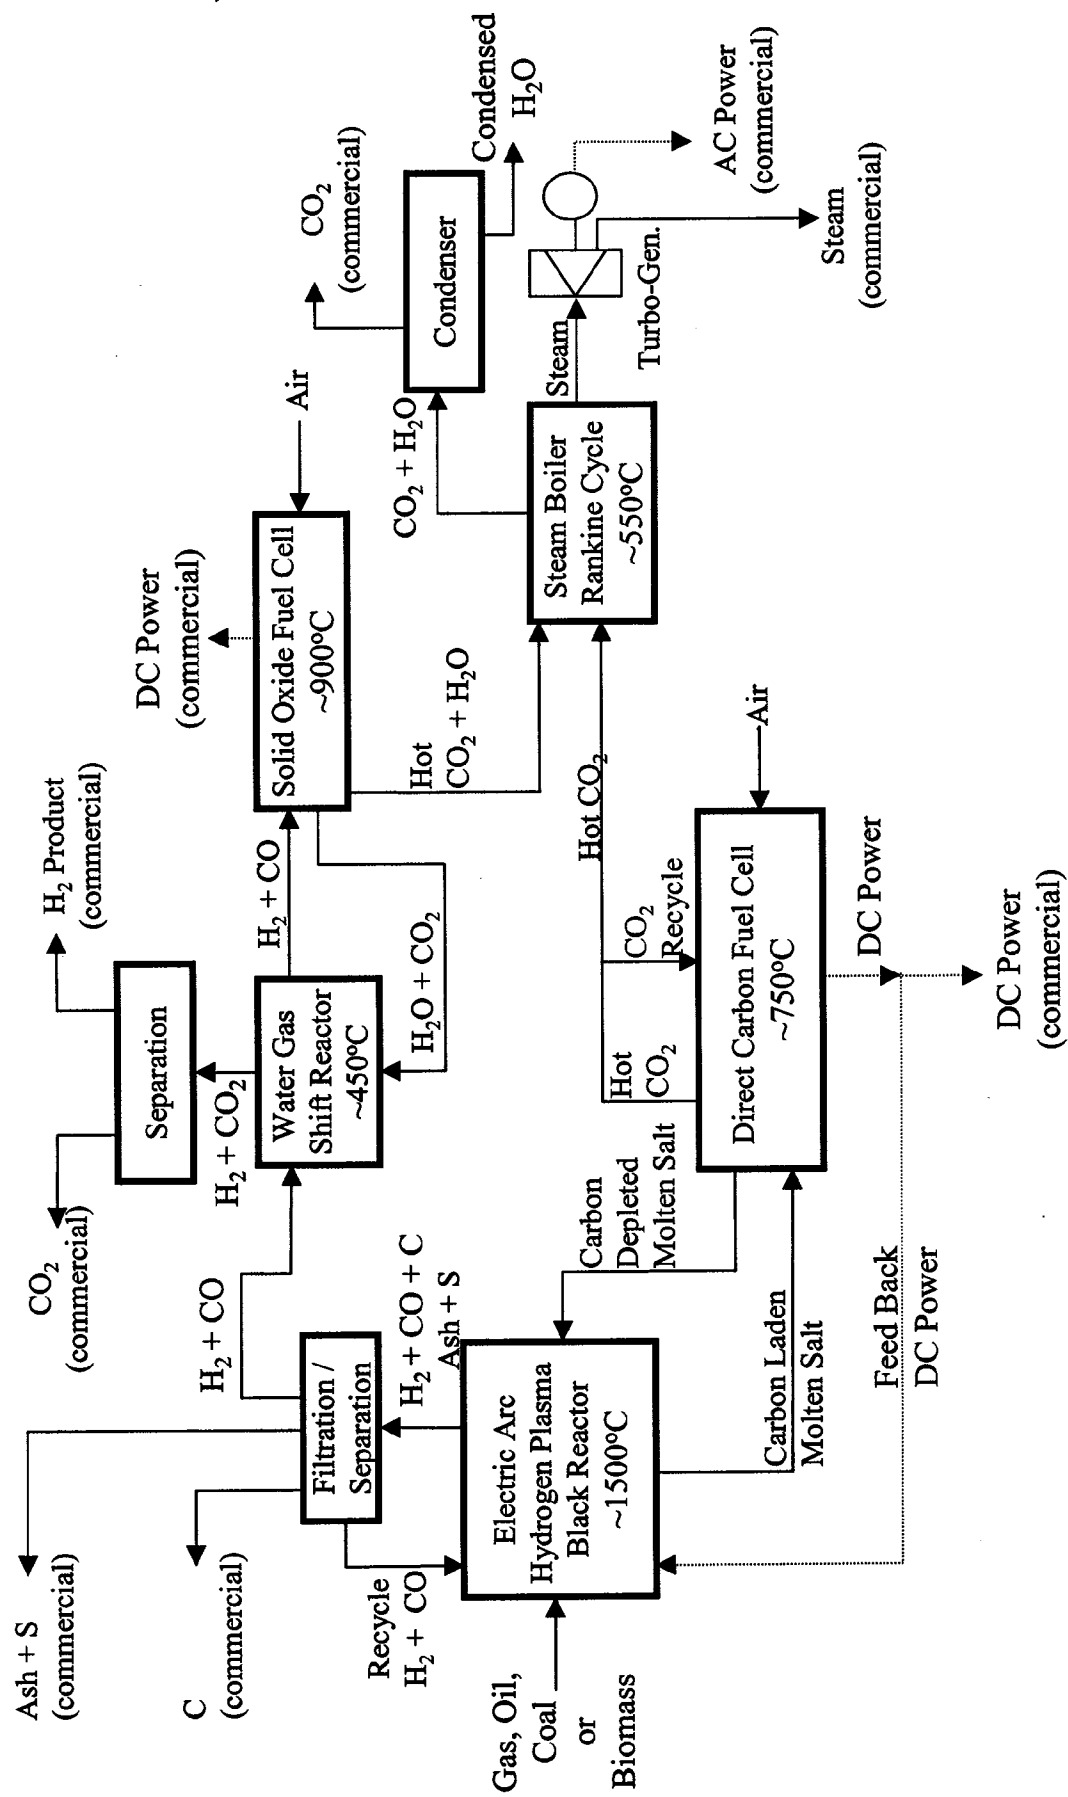 Ash + S
(commercial)
C
(commercial)
CO2
(commercial)
H2 Product
(commercial)
Separation
DC Power
(commercial)
H2 + CO
H2 + CO2
Filtration /
Separation
Water Gas
Shift Reactor
~450ºC
H2 + CO
Solid Oxide Fuel Cell
~900ºC
Air
CO2
(commercial)
Recycle
H2 + CO
H2 + CO + C
Ash + S
H2O + CO2
Hot
CO2 + H2O
CO2 + H2O
Condenser
Condensed
H2O
Gas, Oil,
Coal
or
Biomass
Electric Arc
Hydrogen Plasma
Black Reactor
~1500ºC
Carbon
Depleted
Molten Salt
Hot
CO2
CO2
Recycle
Hot CO2
Steam Boiler
Rankine Cycle
~550ºC
Steam
Turbo-Gen.
AC Power
(commercial)
Steam
(commercial)
Carbon Laden
Molten Salt
Direct Carbon Fuel Cell
~750ºC
Air
Feed Back
DC Power
DC Power
DC Power
(commercial)